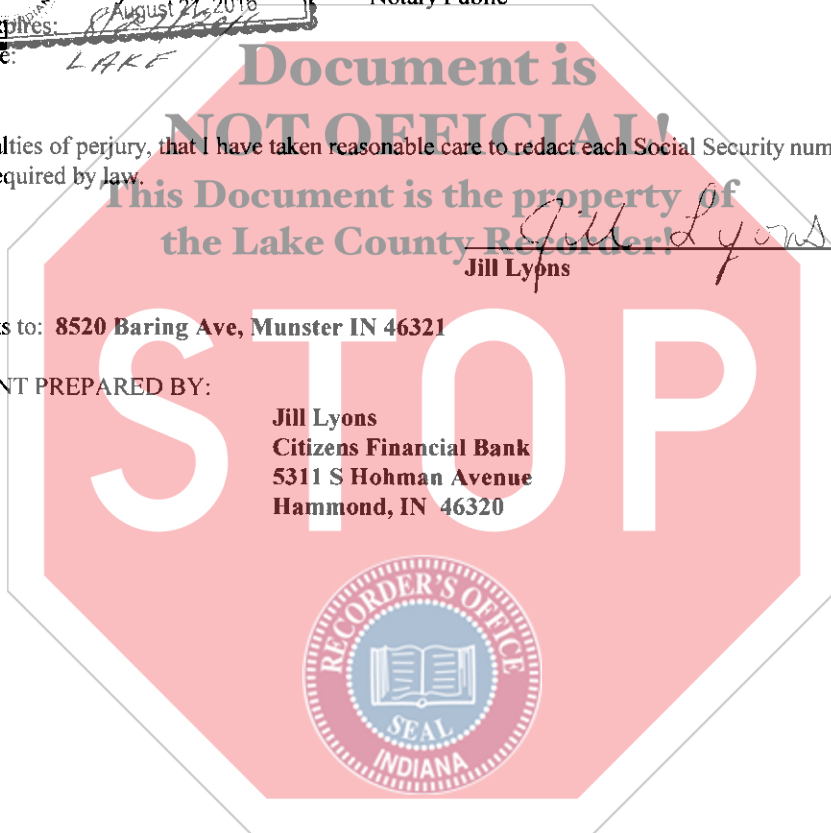 August 21, 2016
Notary Public
xpires:
e: LAKE
Document is
NOT OFFICIAL!
alties of perjury, that I have taken reasonable care to redact each Social Security num
equired by law.
This Document is the property of
the Lake County Recorder!
Jill Lyons
Jill Lyons
s to: 8520 Baring Ave, Munster IN 46321
NT PREPARED BY:
Jill Lyons
Citizens Financial Bank
5311 S Hohman Avenue
Hammond, IN 46320
STOP
RECORDER'S OFFICE
SEAL
INDIANA